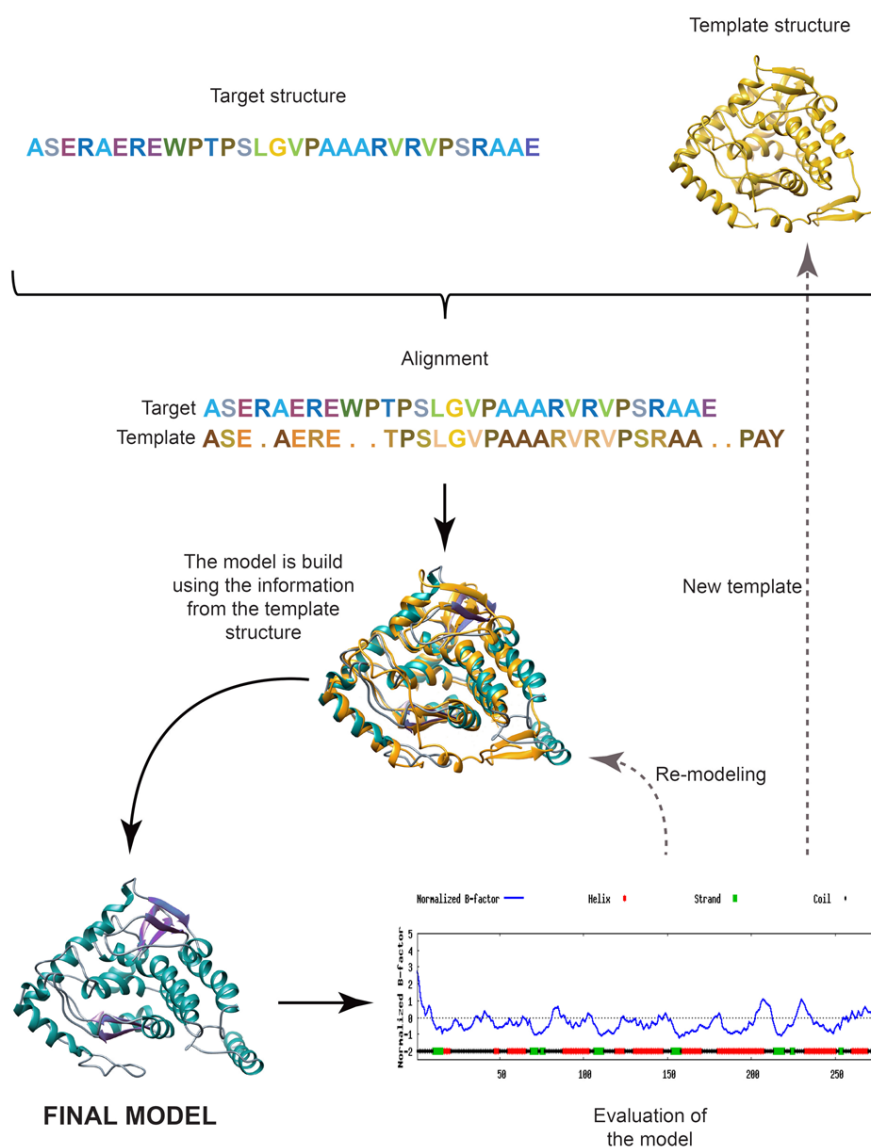 Template structure
Target structure
ASERAEREWPTPSLGVPAAARVRVPSRAAE
Alignment
Target ASERAEREWPTPSLGVPAAARVRVPSRAAE
Template ASE . AERE . . TPSLGVPAAARVRVPSRAA . . PAY
The model is build
using the information
from the template
structure
New template
Re-modeling
Normalized B-factor Helix Strand Coil
Normalized B-factor
5
4
3
2
1
0
-1
-2
50 100 150 200 250
FINAL MODEL
Evaluation of
the model